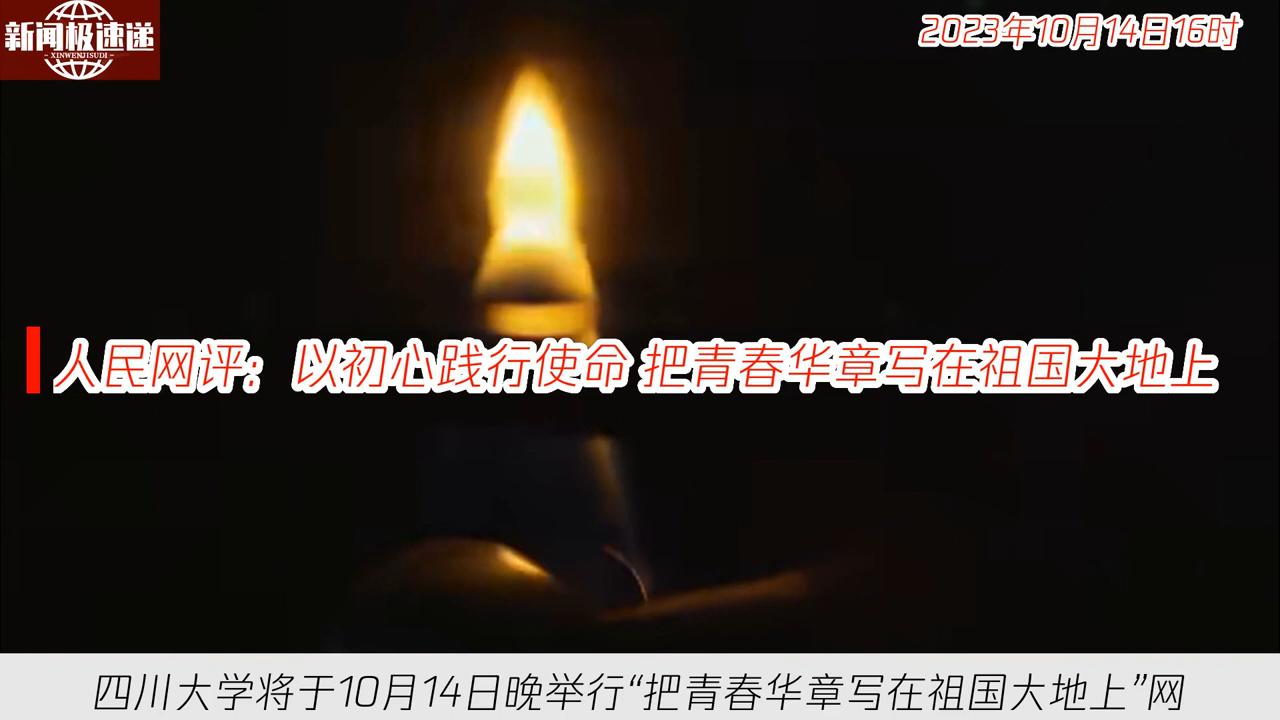 新闻极速递
XINWENJISUDI
2023年10月14日16时
人民网评：以初心践行使命 把青春华章写在祖国大地上
四川大学将于10月14日晚举行“把青春华章写在祖国大地上”网